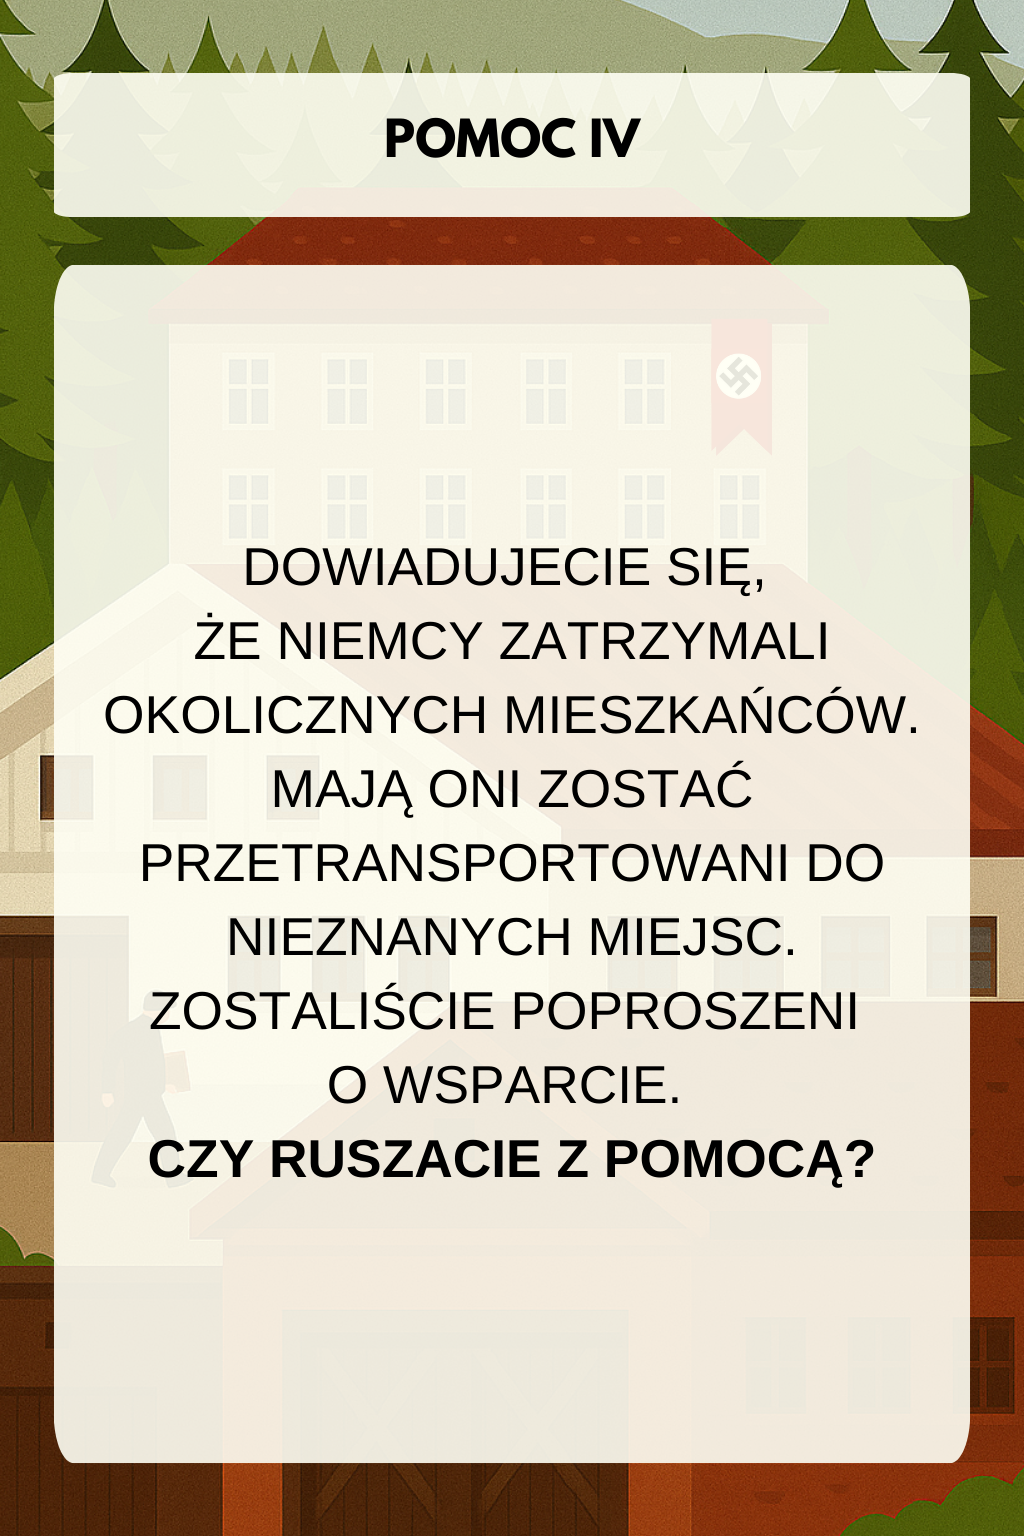 POMOC IV
DOWIADUJECIE SIĘ,
ŻE NIEMCY ZATRZYMALI
OKOLICZNYCH MIESZKAŃCÓW.
MAJĄ ONI ZOSTAĆ
PRZETRANSPORTOWANI DO
NIEZNANYCH MIEJSC.
ZOSTALIŚCIE POPROSZENI
O WSPARCIE.
CZY RUSZACIE Z POMOCĄ?